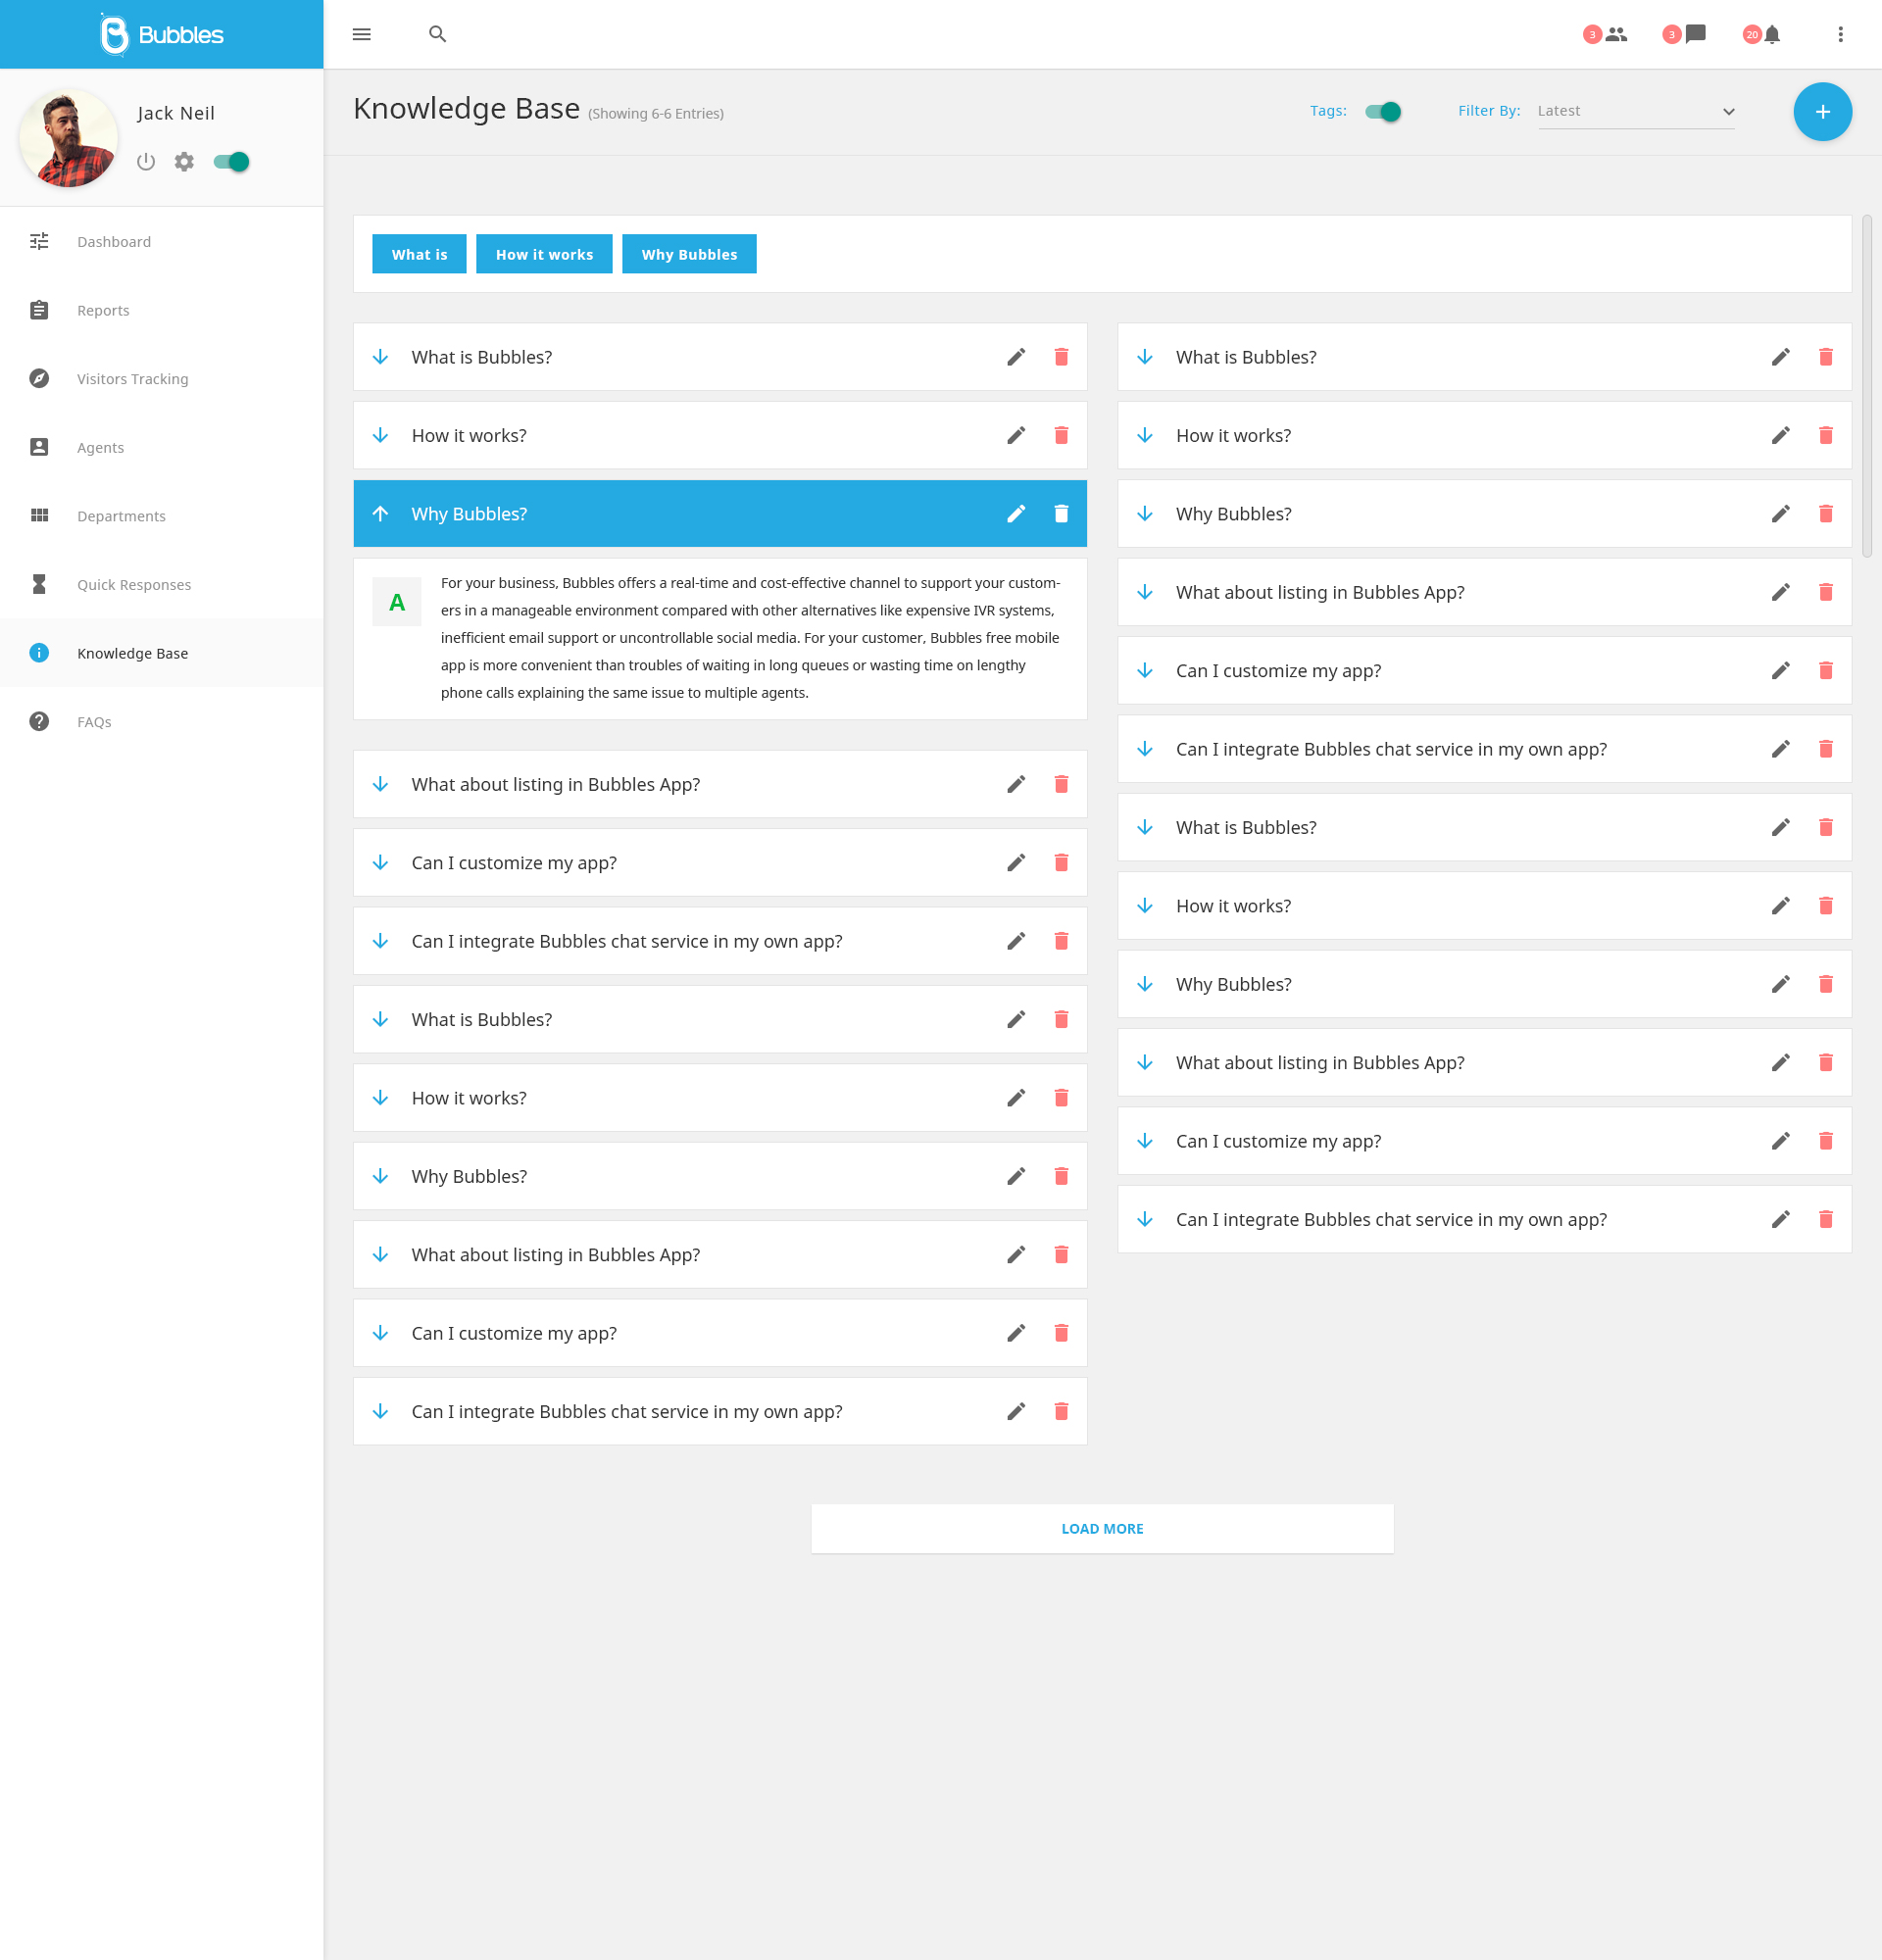 Bubbles
3
3
20
Jack Neil
Dashboard
Reports
Visitors Tracking
Agents
Departments
Quick Responses
Knowledge Base
FAQs
Knowledge Base (Showing 6-6 Entries)
Tags:
Filter By: Latest
What is
How it works
Why Bubbles
What is Bubbles?
How it works?
Why Bubbles?
A
For your business, Bubbles offers a real-time and cost-effective channel to support your custom-
ers in a manageable environment compared with other alternatives like expensive IVR systems,
inefficient email support or uncontrollable social media. For your customer, Bubbles free mobile
app is more convenient than troubles of waiting in long queues or wasting time on lengthy
phone calls explaining the same issue to multiple agents.
What about listing in Bubbles App?
Can I customize my app?
Can I integrate Bubbles chat service in my own app?
What is Bubbles?
How it works?
Why Bubbles?
What about listing in Bubbles App?
Can I customize my app?
Can I integrate Bubbles chat service in my own app?
What is Bubbles?
How it works?
Why Bubbles?
What about listing in Bubbles App?
Can I customize my app?
Can I integrate Bubbles chat service in my own app?
What is Bubbles?
How it works?
Why Bubbles?
What about listing in Bubbles App?
Can I customize my app?
Can I integrate Bubbles chat service in my own app?
LOAD MORE